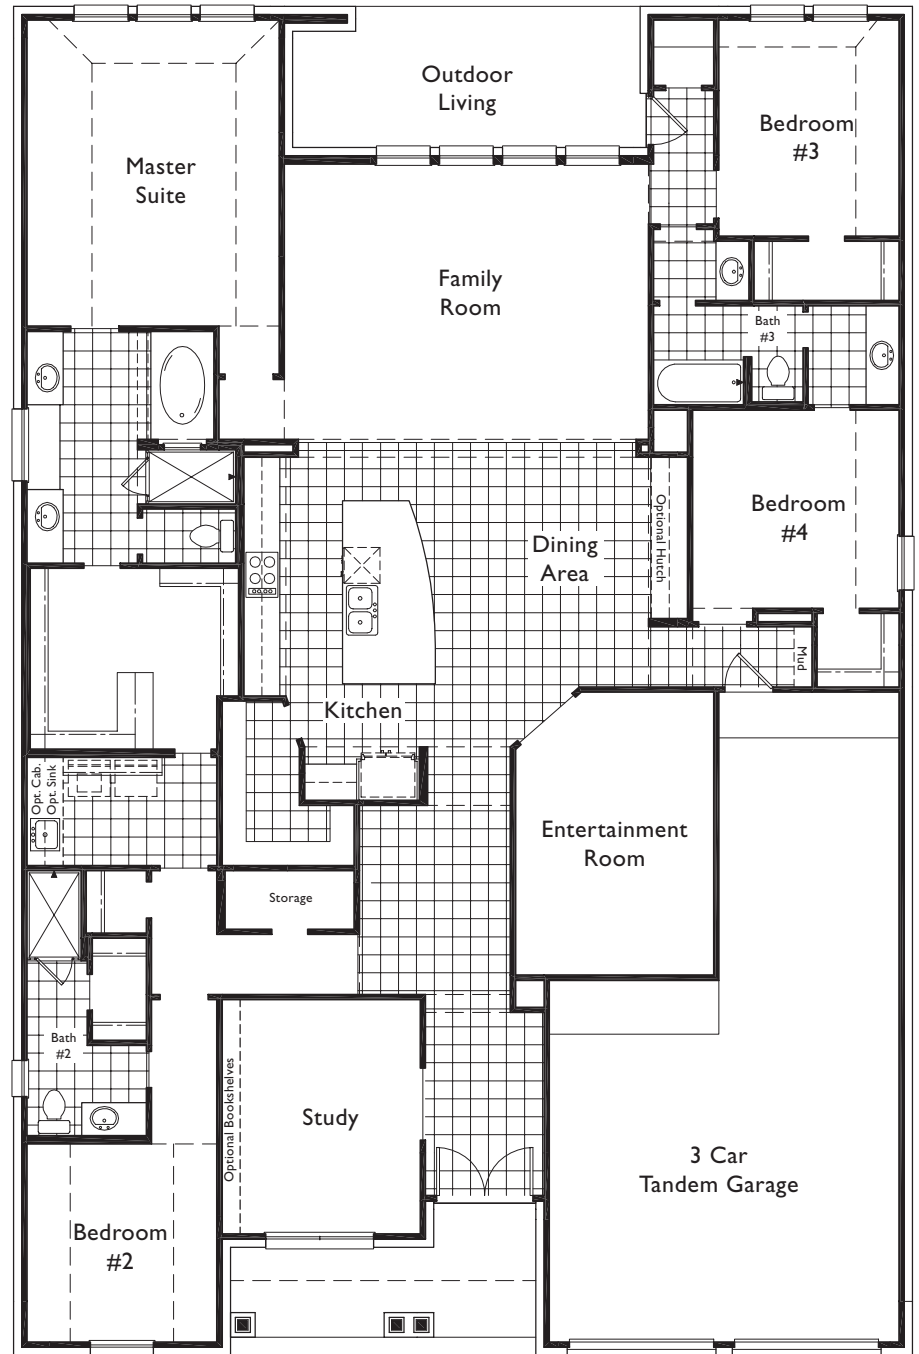 Outdoor
Living
Bedroom
#3
Master
Suite
Family
Room
Bath
#3
Optional Hutch
Bedroom
#4
Dining
Area
Mud
Kitchen
Opt. Cab.
Opt. Sink
Entertainment
Room
Storage
Bath
#2
Optional Bookshelves
Study
3 Car
Tandem Garage
Bedroom
#2